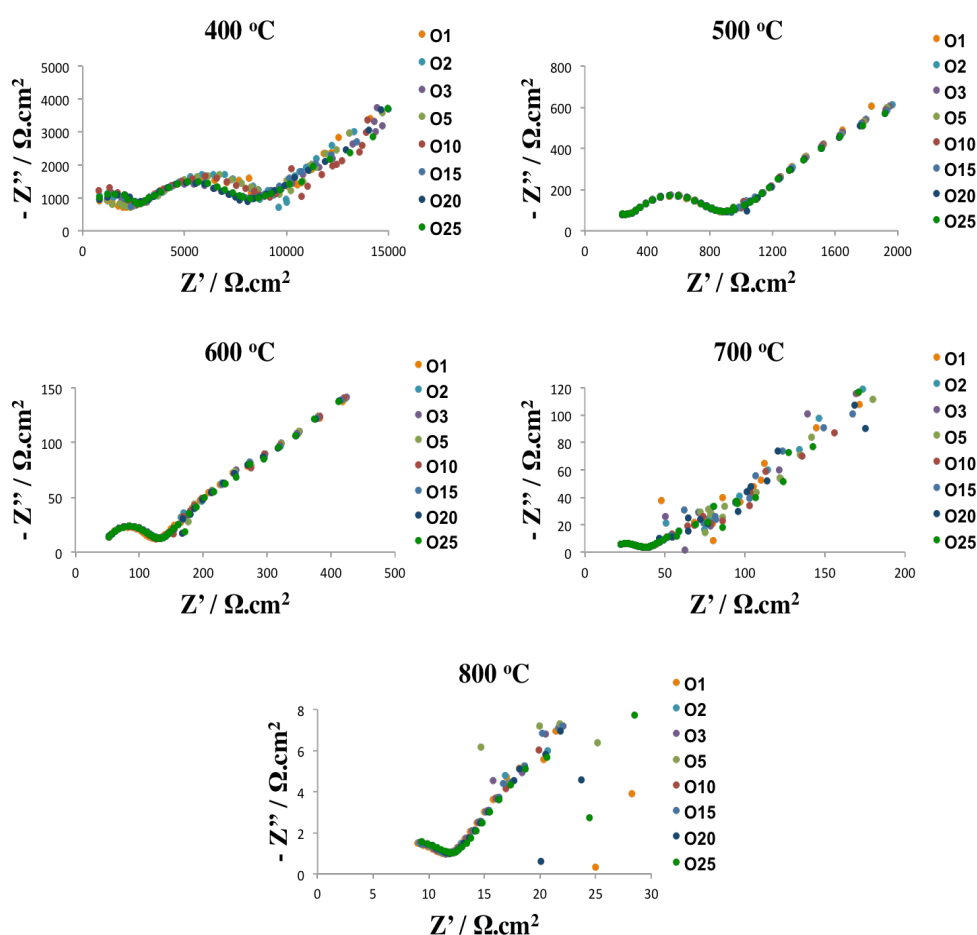 400 ᵒC
O1
O2
O3
O5
O10
O15
O20
O25
5000
4000
3000
2000
1000
0
0
5000
10000
15000
- Z’’ / Ω.cm²
Z’ / Ω.cm²
500 ᵒC
O1
O2
O3
O5
O10
O15
O20
O25
800
600
400
200
0
0
400
800
1200
1600
2000
- Z’’ / Ω.cm²
Z’ / Ω.cm²
600 ᵒC
O1
O2
O3
O5
O10
O15
O20
O25
150
100
50
0
0
100
200
300
400
500
- Z’’ / Ω.cm²
Z’ / Ω.cm²
700 ᵒC
O1
O2
O3
O5
O10
O15
O20
O25
120
100
80
60
40
20
0
0
50
100
150
200
- Z’’ / Ω.cm²
Z’ / Ω.cm²
800 ᵒC
O1
O2
O3
O5
O10
O15
O20
O25
8
6
4
2
0
0
5
10
15
20
25
30
- Z’’ / Ω.cm²
Z’ / Ω.cm²